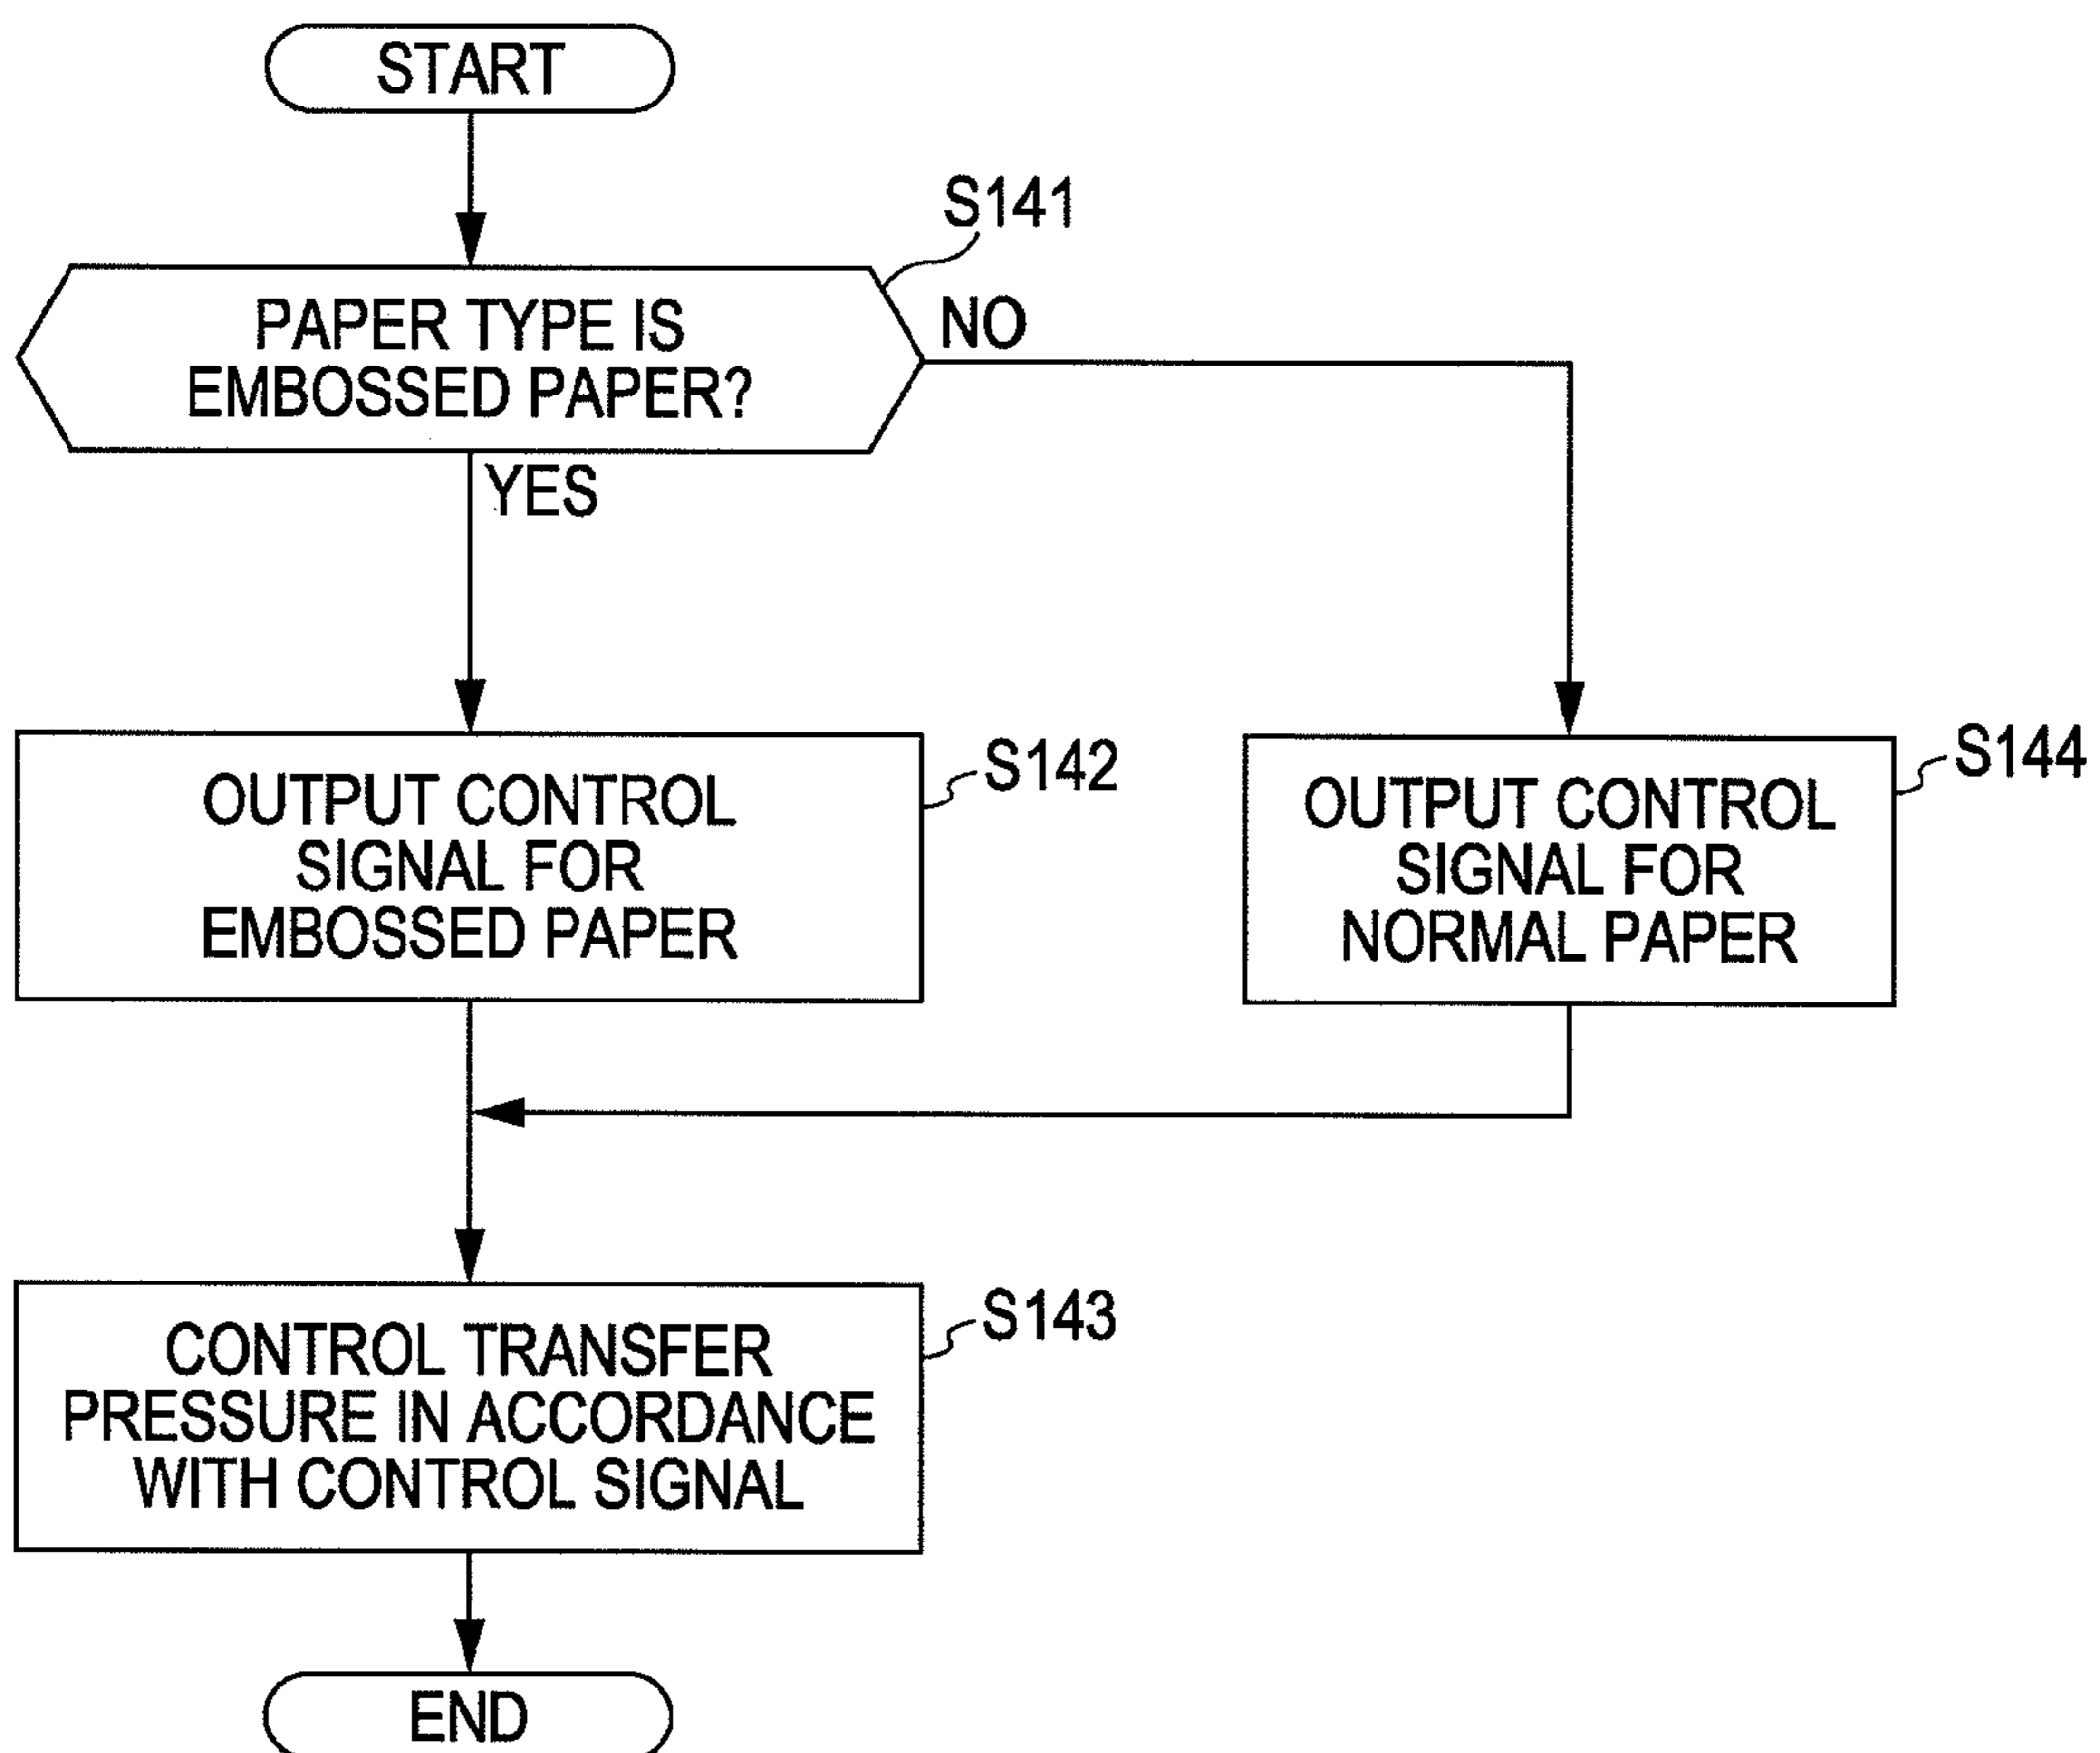 START
S141
PAPER TYPE IS
EMBOSSED PAPER?
NO
YES
OUTPUT CONTROL
SIGNAL FOR
EMBOSSED PAPER
S142
OUTPUT CONTROL
SIGNAL FOR
NORMAL PAPER
S144
CONTROL TRANSFER
PRESSURE IN ACCORDANCE
WITH CONTROL SIGNAL
S143
END